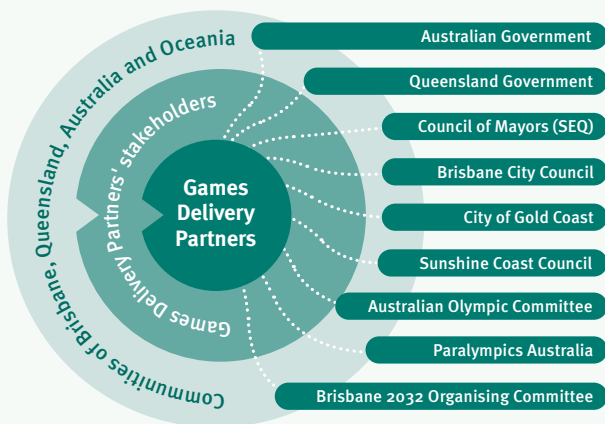 Communities of Brisbane, Queensland, Australia and Oceania
Games Delivery Partners' stakeholders
Games
Delivery
Partners
Australian Government
Queensland Government
Council of Mayors (SEQ)
Brisbane City Council
City of Gold Coast
Sunshine Coast Council
Australian Olympic Committee
Paralympics Australia
Brisbane 2032 Organising Committee